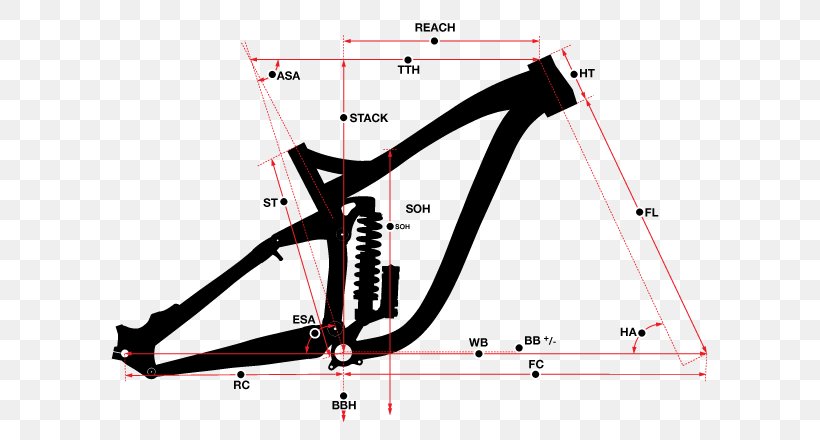 REACH
TTH
ASA
HT
STACK
ST
SOH
SOH
FL
ESA
HA
WB
BB +/-
FC
RC
BBH